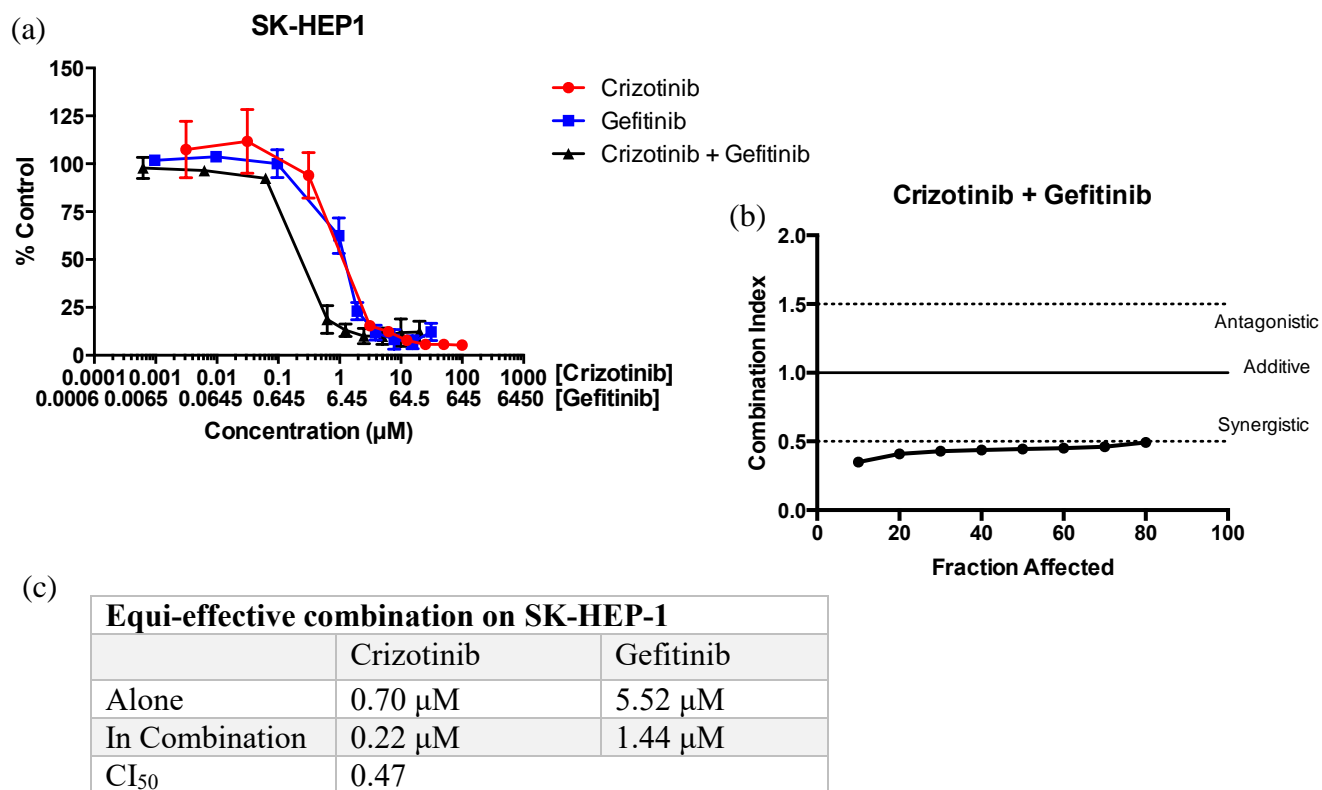 (a)
SK-HEP1
150
125
100
75
50
25
0
% Control
0.0001 0.001 0.01 0.1 1 10 100 1000 [Crizotinib]
0.0006 0.0065 0.0645 0.645 6.45 64.5 645 6450 [Gefitinib]
Concentration (µM)
Crizotinib
Gefitinib
Crizotinib + Gefitinib
(b)
Crizotinib + Gefitinib
2.0
1.5
1.0
0.5
0.0
Combination Index
Antagonistic
Additive
Synergistic
0 20 40 60 80 100
Fraction Affected
(c)
Equi-effective combination on SK-HEP-1
Crizotinib Gefitinib
Alone 0.70 µM 5.52 µM
In Combination 0.22 µM 1.44 µM
CI₅₀ 0.47